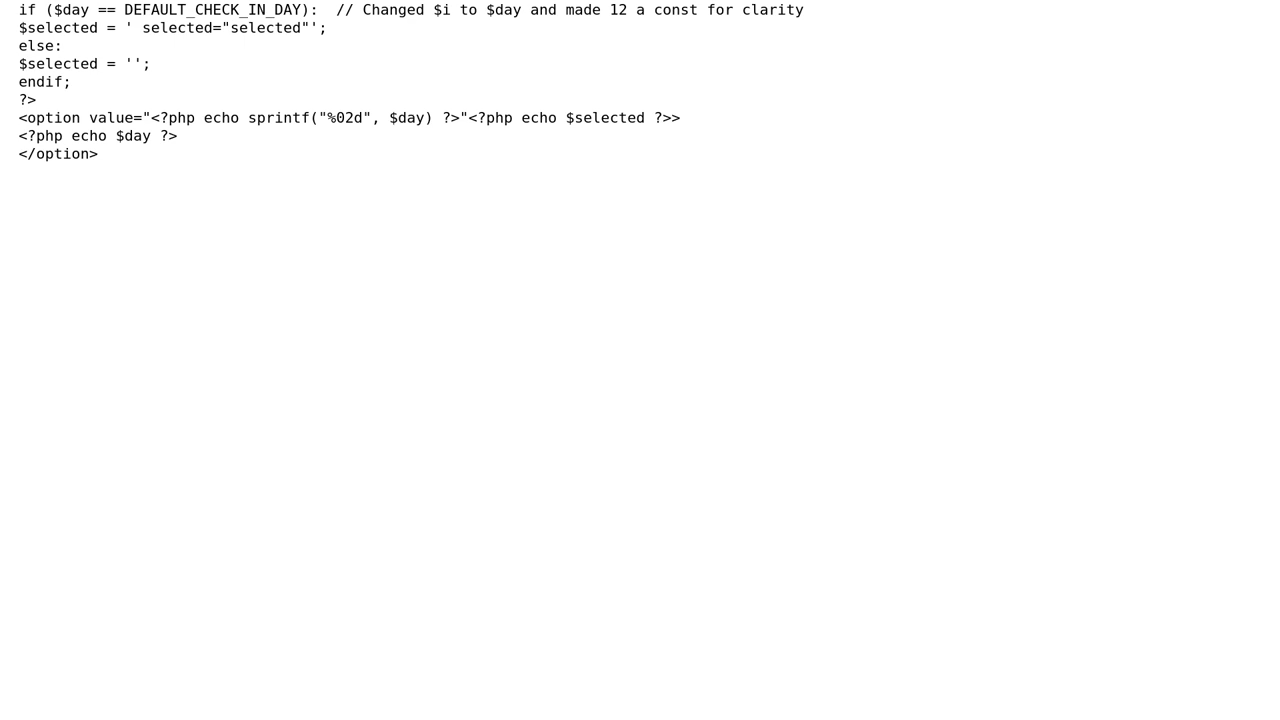 if ($day == DEFAULT_CHECK_IN_DAY):  // Changed $i to $day and made 12 a const for clarity
$selected = ' selected="selected"';
else:
$selected = '';
endif;
?>
<option value="<?php echo sprintf("%02d", $day) ?>"<?php echo $selected ?>>
<?php echo $day ?>
</option>